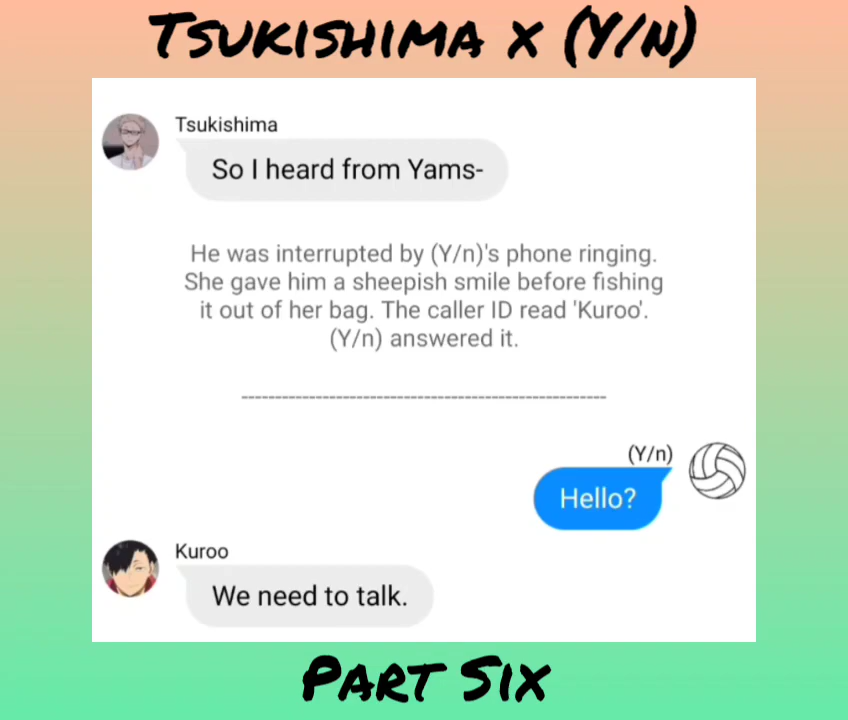 Tsukishima x (Y/n)
Tsukishima
So I heard from Yams-
He was interrupted by (Y/n)'s phone ringing.
She gave him a sheepish smile before fishing
it out of her bag. The caller ID read 'Kuroo'.
(Y/n) answered it.
------------------------------------------------------
(Y/n)
Hello?
Kuroo
We need to talk.
Part Six